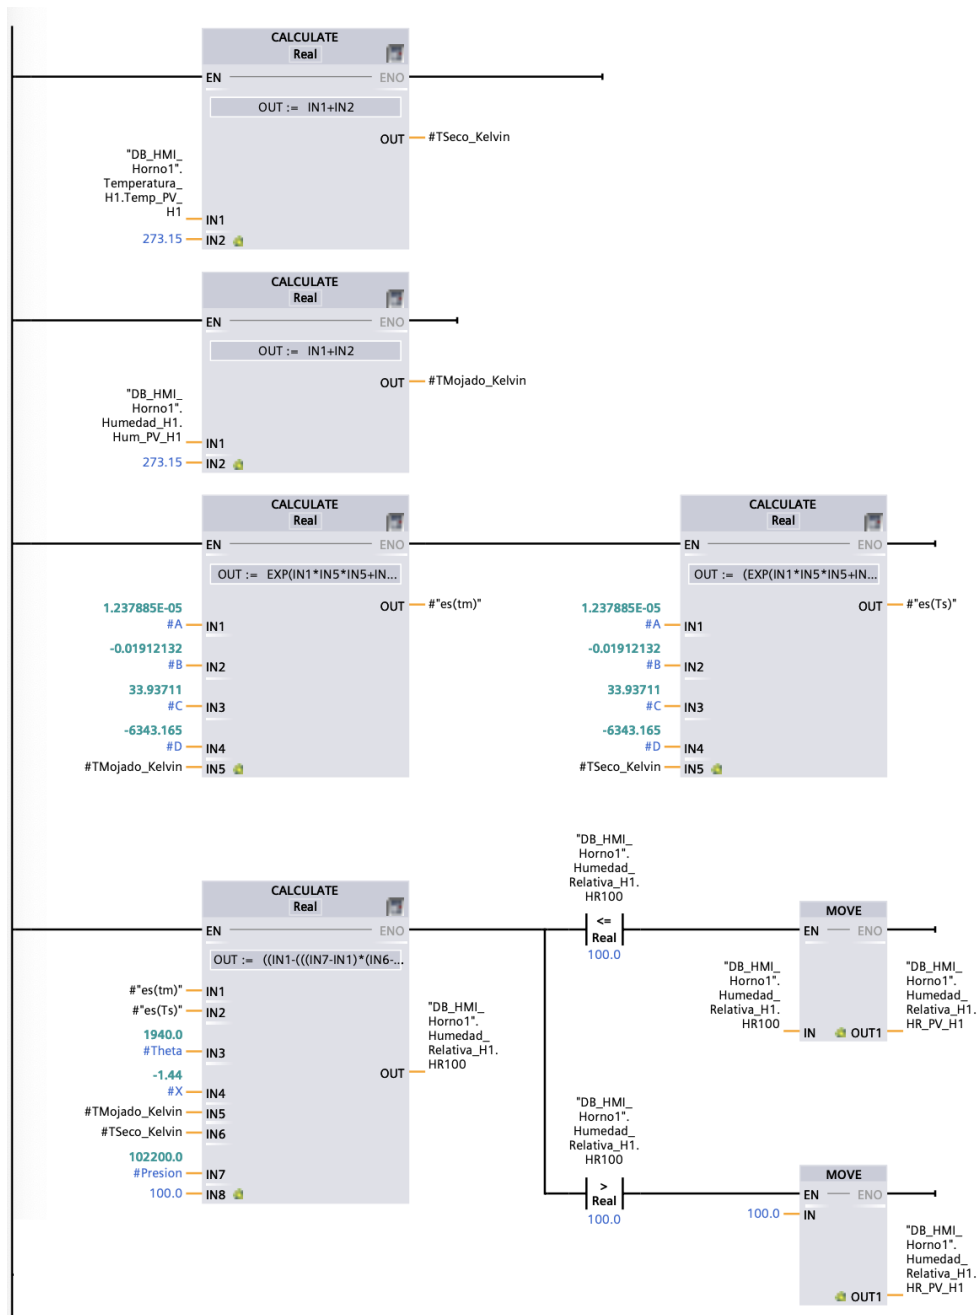 CALCULATE
Real
EN
ENO
OUT := IN1+IN2
OUT
#TSeco_Kelvin
"DB_HMI_
Horno1".
Temperatura_
H1.Temp_PV_
H1
IN1
273.15
IN2
CALCULATE
Real
EN
ENO
OUT := IN1+IN2
OUT
#TMojado_Kelvin
"DB_HMI_
Horno1".
Humedad_H1.
Hum_PV_H1
IN1
273.15
IN2
CALCULATE
Real
EN
ENO
OUT := EXP(IN1*IN5*IN5+IN...
OUT
#"es(tm)"
1.237885E-05
#A
IN1
-0.01912132
#B
IN2
33.93711
#C
IN3
-6343.165
#D
IN4
#TMojado_Kelvin
IN5
CALCULATE
Real
EN
ENO
OUT := (EXP(IN1*IN5*IN5+IN...
OUT
#"es(Ts)"
1.237885E-05
#A
IN1
-0.01912132
#B
IN2
33.93711
#C
IN3
-6343.165
#D
IN4
#TSeco_Kelvin
IN5
CALCULATE
Real
EN
ENO
OUT := ((IN1-(((IN7-IN1)*(IN6-...
#"es(tm)"
IN1
#"es(Ts)"
IN2
1940.0
#Theta
IN3
-1.44
#X
IN4
#TMojado_Kelvin
IN5
#TSeco_Kelvin
IN6
102200.0
#Presion
IN7
100.0
IN8
OUT
"DB_HMI_
Horno1".
Humedad_
Relativa_H1.
HR100
"DB_HMI_
Horno1".
Humedad_
Relativa_H1.
HR100
<=
Real
100.0
MOVE
EN
ENO
"DB_HMI_
Horno1".
Humedad_
Relativa_H1.
HR100
IN
OUT1
"DB_HMI_
Horno1".
Humedad_
Relativa_H1.
HR_PV_H1
"DB_HMI_
Horno1".
Humedad_
Relativa_H1.
HR100
>
Real
100.0
MOVE
EN
ENO
100.0
IN
OUT1
"DB_HMI_
Horno1".
Humedad_
Relativa_H1.
HR_PV_H1